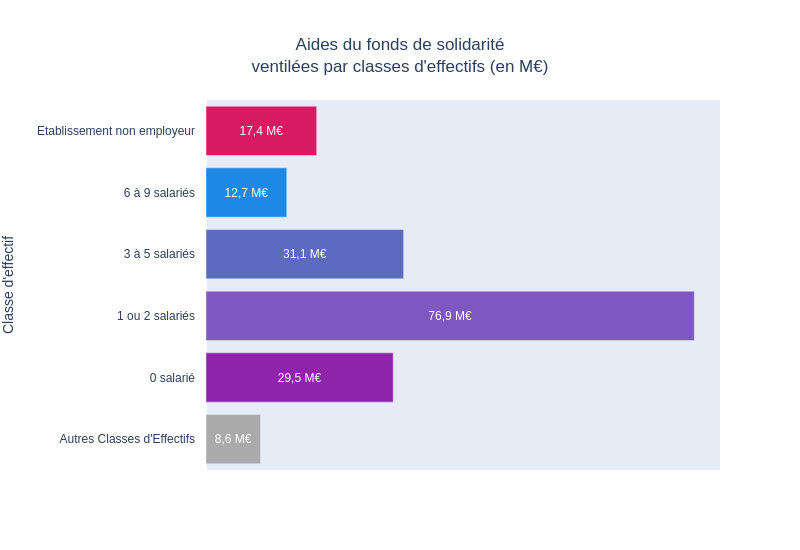 Aides du fonds de solidarité
ventilées par classes d'effectifs (en M€)
Classe d'effectif
Etablissement non employeur
17,4 M€
6 à 9 salariés
12,7 M€
3 à 5 salariés
31,1 M€
1 ou 2 salariés
76,9 M€
0 salarié
29,5 M€
Autres Classes d'Effectifs
8,6 M€